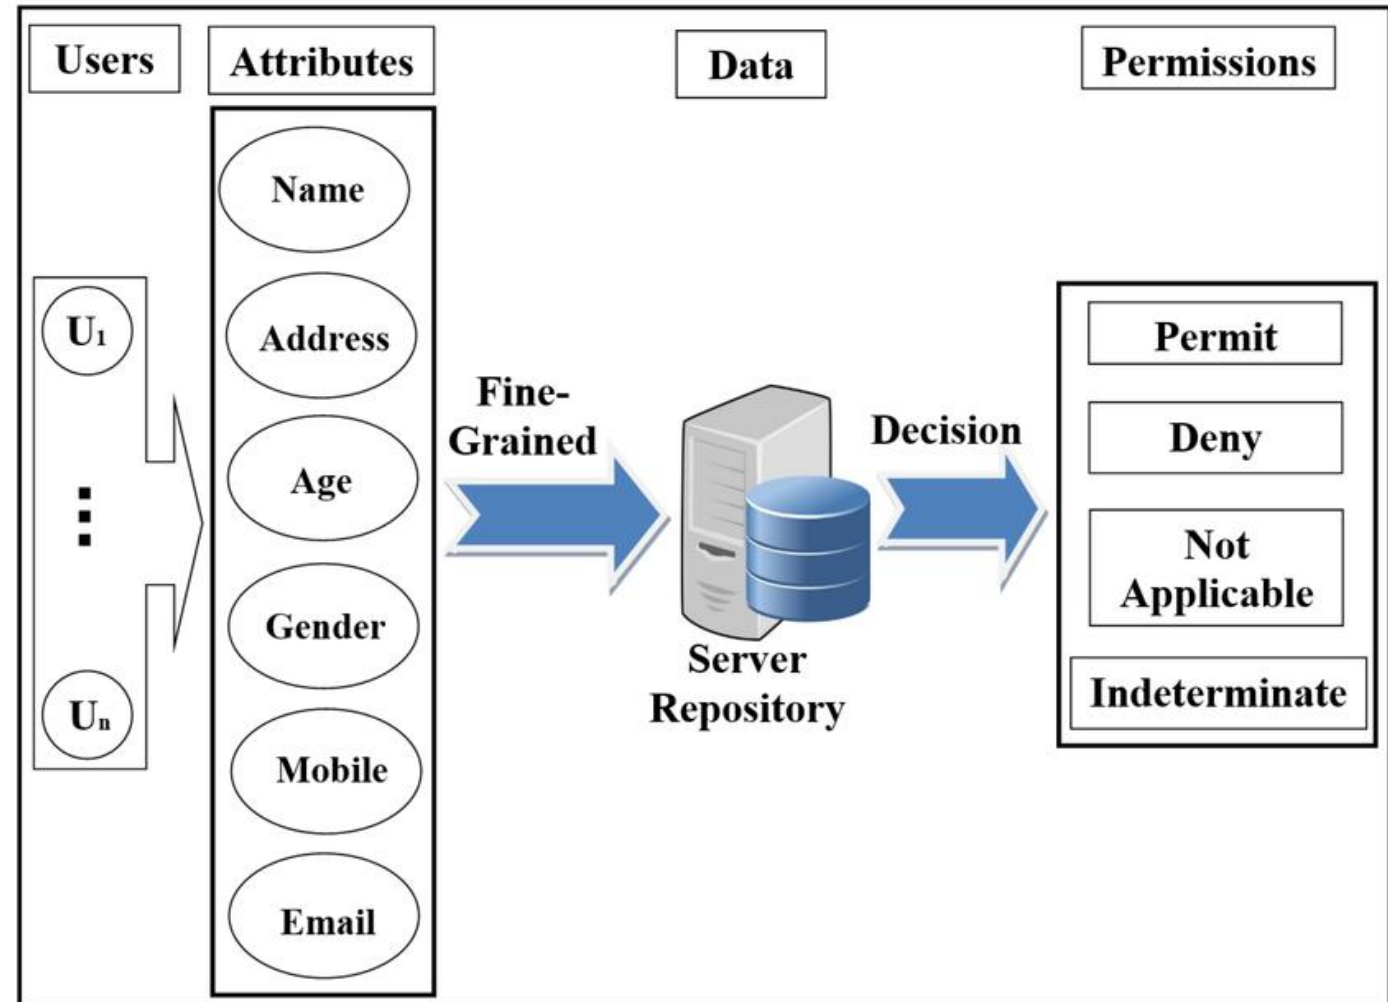 Users
Attributes
Data
Permissions
U₁
⋮
Uₙ
Name
Address
Age
Gender
Mobile
Email
Fine-
Grained
Server
Repository
Decision
Permit
Deny
Not
Applicable
Indeterminate